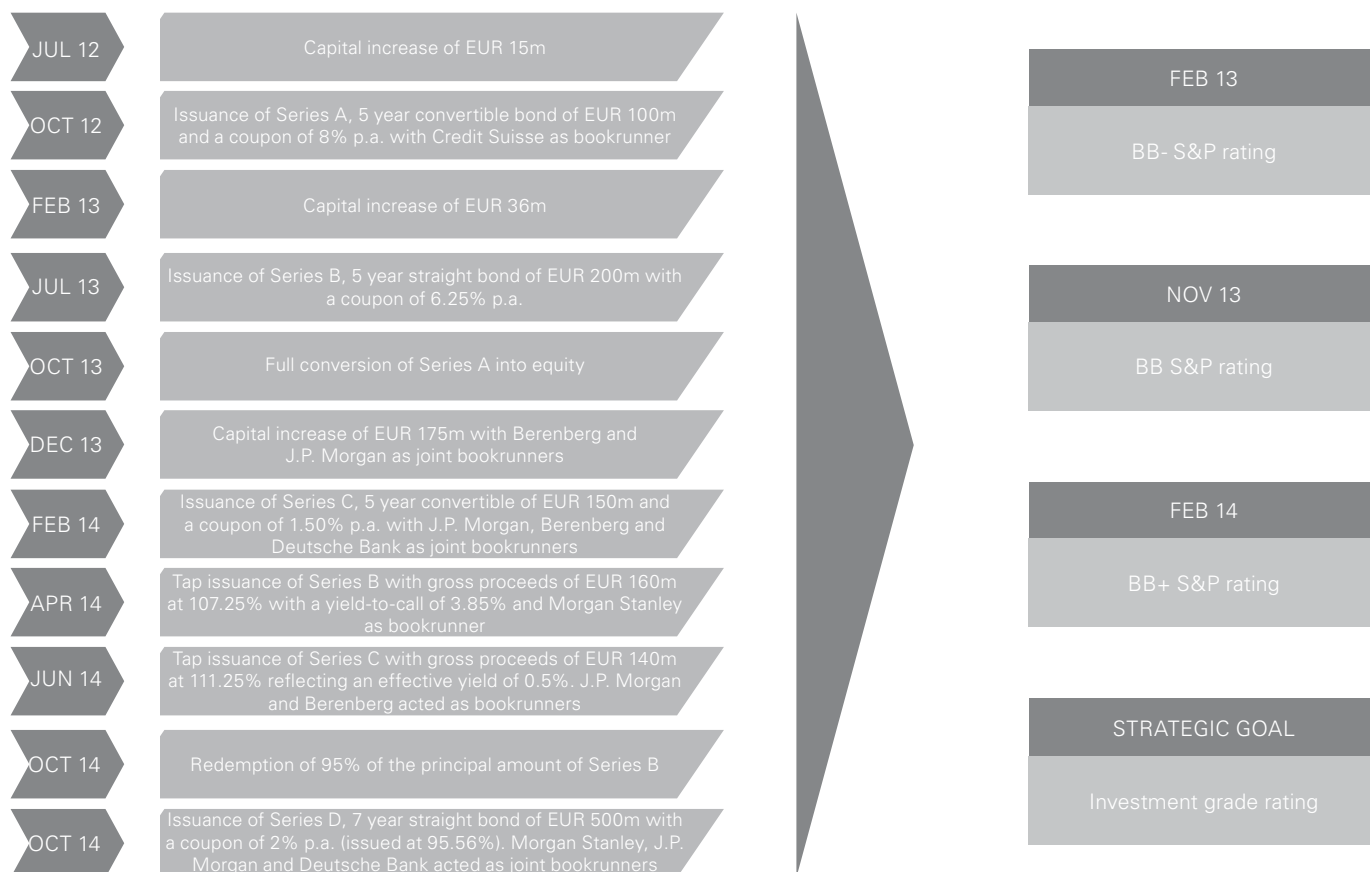 JUL 12
Capital increase of EUR 15m
OCT 12
Issuance of Series A, 5 year convertible bond of EUR 100m
and a coupon of 8% p.a. with Credit Suisse as bookrunner
FEB 13
Capital increase of EUR 36m
JUL 13
Issuance of Series B, 5 year straight bond of EUR 200m with
a coupon of 6.25% p.a.
OCT 13
Full conversion of Series A into equity
DEC 13
Capital increase of EUR 175m with Berenberg and
J.P. Morgan as joint bookrunners
FEB 14
Issuance of Series C, 5 year convertible of EUR 150m and
a coupon of 1.50% p.a. with J.P. Morgan, Berenberg and
Deutsche Bank as joint bookrunners
APR 14
Tap issuance of Series B with gross proceeds of EUR 160m
at 107.25% with a yield-to-call of 3.85% and Morgan Stanley
as bookrunner
JUN 14
Tap issuance of Series C with gross proceeds of EUR 140m
at 111.25% reflecting an effective yield of 0.5%. J.P. Morgan
and Berenberg acted as bookrunners
OCT 14
Redemption of 95% of the principal amount of Series B
OCT 14
Issuance of Series D, 7 year straight bond of EUR 500m with
a coupon of 2% p.a. (issued at 95.56%). Morgan Stanley, J.P.
Morgan and Deutsche Bank acted as joint bookrunners
FEB 13
BB- S&P rating
NOV 13
BB S&P rating
FEB 14
BB+ S&P rating
STRATEGIC GOAL
Investment grade rating